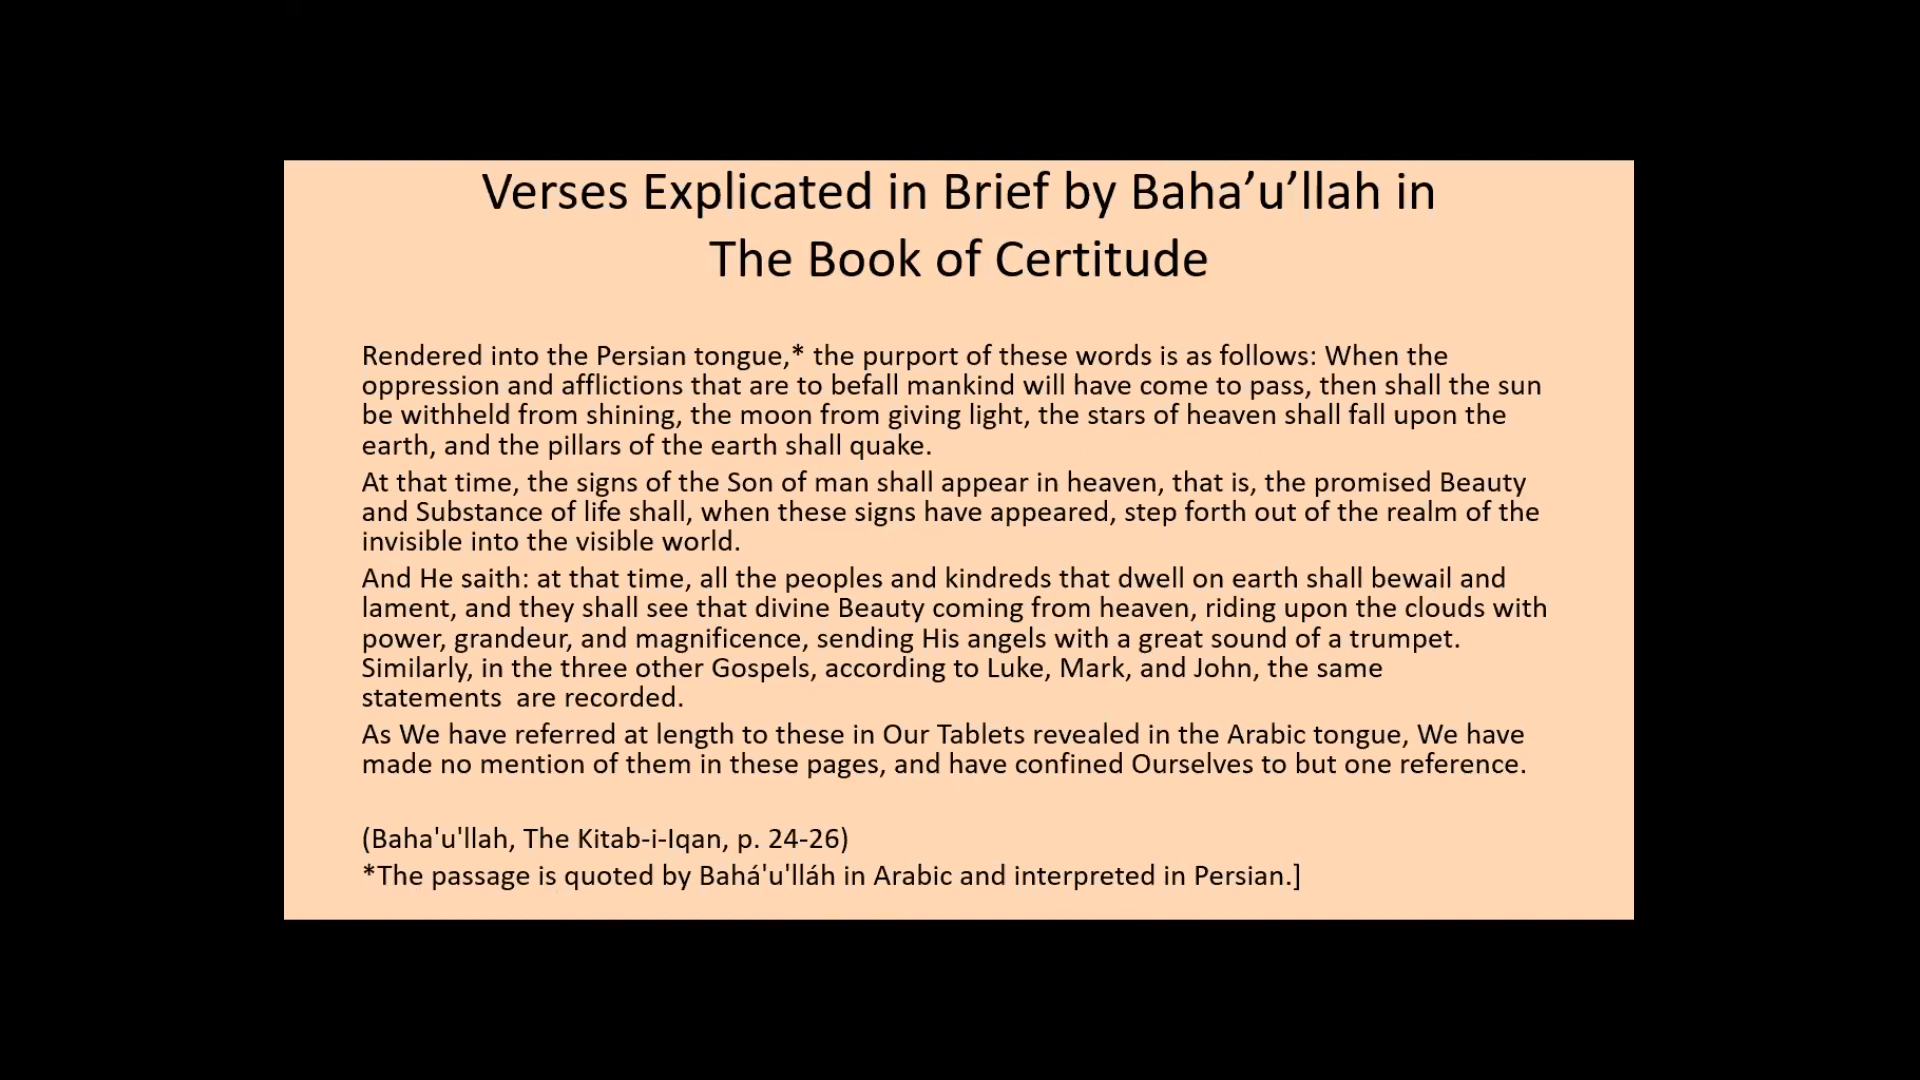 Verses Explicated in Brief by Baha’u’llah in
The Book of Certitude
Rendered into the Persian tongue,* the purport of these words is as follows: When the
oppression and afflictions that are to befall mankind will have come to pass, then shall the sun
be withheld from shining, the moon from giving light, the stars of heaven shall fall upon the
earth, and the pillars of the earth shall quake.
At that time, the signs of the Son of man shall appear in heaven, that is, the promised Beauty
and Substance of life shall, when these signs have appeared, step forth out of the realm of the
invisible into the visible world.
And He saith: at that time, all the peoples and kindreds that dwell on earth shall bewail and
lament, and they shall see that divine Beauty coming from heaven, riding upon the clouds with
power, grandeur, and magnificence, sending His angels with a great sound of a trumpet.
Similarly, in the three other Gospels, according to Luke, Mark, and John, the same
statements  are recorded.
As We have referred at length to these in Our Tablets revealed in the Arabic tongue, We have
made no mention of them in these pages, and have confined Ourselves to but one reference.
(Baha'u'llah, The Kitab-i-Iqan, p. 24-26)
*The passage is quoted by Bahá'u'lláh in Arabic and interpreted in Persian.]